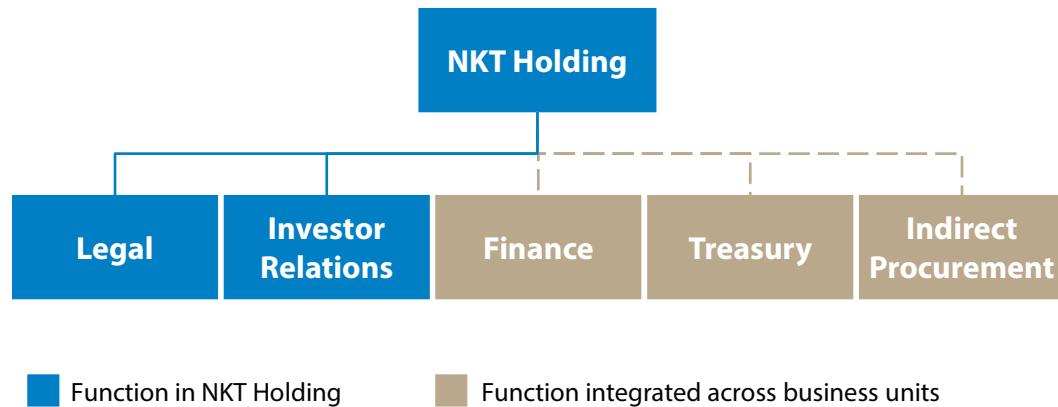 NKT Holding
Legal
Investor
Relations
Finance
Treasury
Indirect
Procurement
Function in NKT Holding
Function integrated across business units